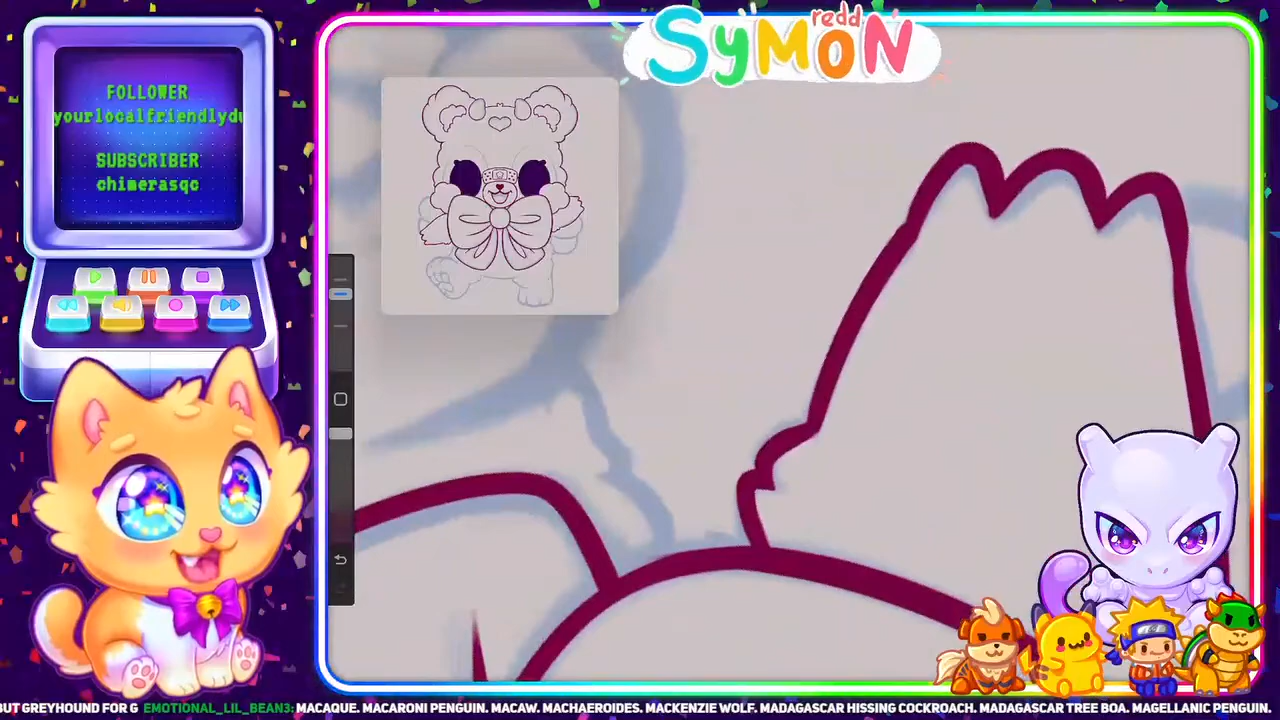 redd
SyMON
FOLLOWER
yourlocalfriendlydu
SUBSCRIBER
chimerasqc
BUT GREYHOUND FOR G EMOTIONAL_LIL_BEAN3: MACAQUE. MACARONI PENGUIN. MACAW. MACHAEROIDES. MACKENZIE WOLF. MADAGASCAR HISSING COCKROACH. MADAGASCAR TREE BOA. MAGELLANIC PENGUIN.